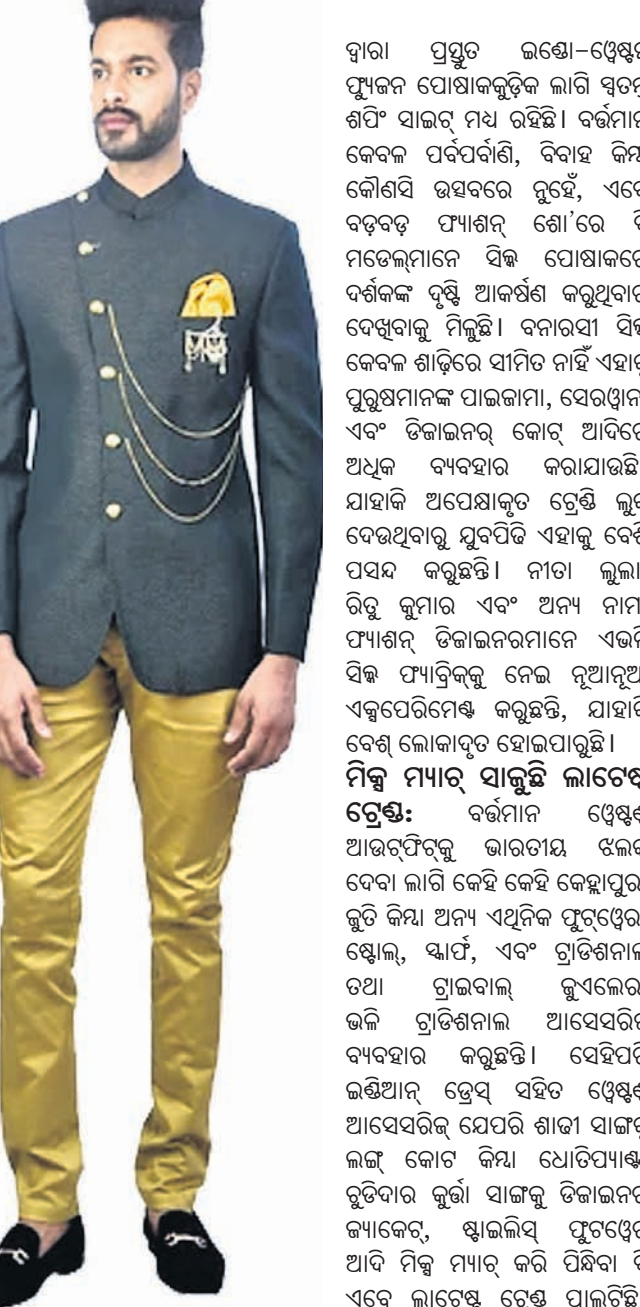 ଦ୍ୱାରା ପ୍ରସ୍ତୁତ ଇଣ୍ଡୋ-ୱେଷ୍ଟନ
ଫ୍ୟୁଜନ ପୋଷାକକୁଡ଼ିକ ଲାଗି ସ୍ୱତନ୍ତ୍ର
ଶପିଂ ସାଇଟ୍ ମଧ୍ୟ ରହିଛି। ବର୍ତ୍ତମାନ
କେବଳ ପର୍ବପର୍ବାଣି, ବିବାହ କିମ୍ବା
କୌଣସି ଉତ୍ସବରେ ନୁହେଁ, ଏବେ
ବଡ଼ବଡ଼ ଫ୍ୟାଶନ୍ ଶୋ'ରେ ବି
ମଡେଲ୍‌ମାନେ ସିଲ୍କ ପୋଷାକରେ
ଦର୍ଶକଙ୍କ ଦୃଷ୍ଟି ଆକର୍ଷଣ କରୁଥିବାର
ଦେଖିବାକୁ ମିଳୁଛି। ବନାରସୀ ସିଲ୍କ
କେବଳ ଶାଢ଼ିରେ ସୀମିତ ନାହିଁ ଏହାକୁ
ପୁରୁଷମାନଙ୍କ ପାଇଜାମା, ସେରୱାନୀ
ଏବଂ ଡିଜାଇନର୍ କୋଟ୍ ଆଦିରେ
ଅଧିକ ବ୍ୟବହାର କରାଯାଉଛି
ଯାହାକି ଅପେକ୍ଷାକୃତ ଟ୍ରେଣ୍ଡି ଲୁକ
ଦେଉଥିବାରୁ ଯୁବପିଢି ଏହାକୁ ବେଶି
ପସନ୍ଦ କରୁଛନ୍ତି। ନୀତା ଲୁଲା
ରିତୁ କୁମାର ଏବଂ ଅନ୍ୟ ନାମୀ
ଫ୍ୟାଶନ୍ ଡିଜାଇନରମାନେ ଏଭଳି
ସିଲ୍କ ଫ୍ୟାବ୍ରିକ୍‌କୁ ନେଇ ନୂଆନୂଆ
ଏକ୍ସପେରିମେଣ୍ଟ କରୁଛନ୍ତି, ଯାହାକି
ବେଶ୍ ଲୋକାଦୃତ ହୋଇପାରୁଛି।
ମିକ୍ସ ମ୍ୟାଚ୍ ସାଜୁଛି ଲାଟେଷ୍ଟ
ଟ୍ରେଣ୍ଡ: ବର୍ତ୍ତମାନ ୱେଷ୍ଟର୍ଣ୍ଣ
ଆଉଟ୍‌ଫିଟ୍‌କୁ ଭାରତୀୟ ଝଲକ
ଦେବା ଲାଗି କେହି କେହି କେହ୍ଲାପୁରୀ
ଜୁତି କିମ୍ବା ଅନ୍ୟ ଏଥିନିକ ଫୁଟ୍‌ୱେର
ଷ୍ଟୋଲ୍, ସ୍କାର୍ଫ, ଏବଂ ଟ୍ରାଡିଶନାଲ
ତଥା ଟ୍ରାଇବାଲ୍ ଜୁଏଲେରୀ
ଭଳି ଟ୍ରାଡିଶନାଲ ଆସେସରିଜ
ବ୍ୟବହାର କରୁଛନ୍ତି। ସେହିପରି
ଇଣ୍ଡିଆନ୍ ଡ୍ରେସ୍ ସହିତ ୱେଷ୍ଟର୍ଣ୍ଣ
ଆସେସରିଜ୍ ଯେପରି ଶାଢୀ ସାଙ୍ଗକୁ
ଲଙ୍ଗ୍ କୋଟ କିମ୍ବା ଧୋତିପ୍ୟାଣ୍ଟ
ଚୁଡିଦାର କୁର୍ତ୍ତା ସାଙ୍ଗକୁ ଡିଜାଇନର
ଜ୍ୟାକେଟ୍, ଷ୍ଟାଇଲିସ୍ ଫୁଟୱେର
ଆଦି ମିକ୍ସ ମ୍ୟାଚ୍ କରି ପିନ୍ଧିବା ବି
ଏବେ ଲାଟେଷ୍ଟ ଟ୍ରେଣ୍ଡ ପାଲଟିଛି